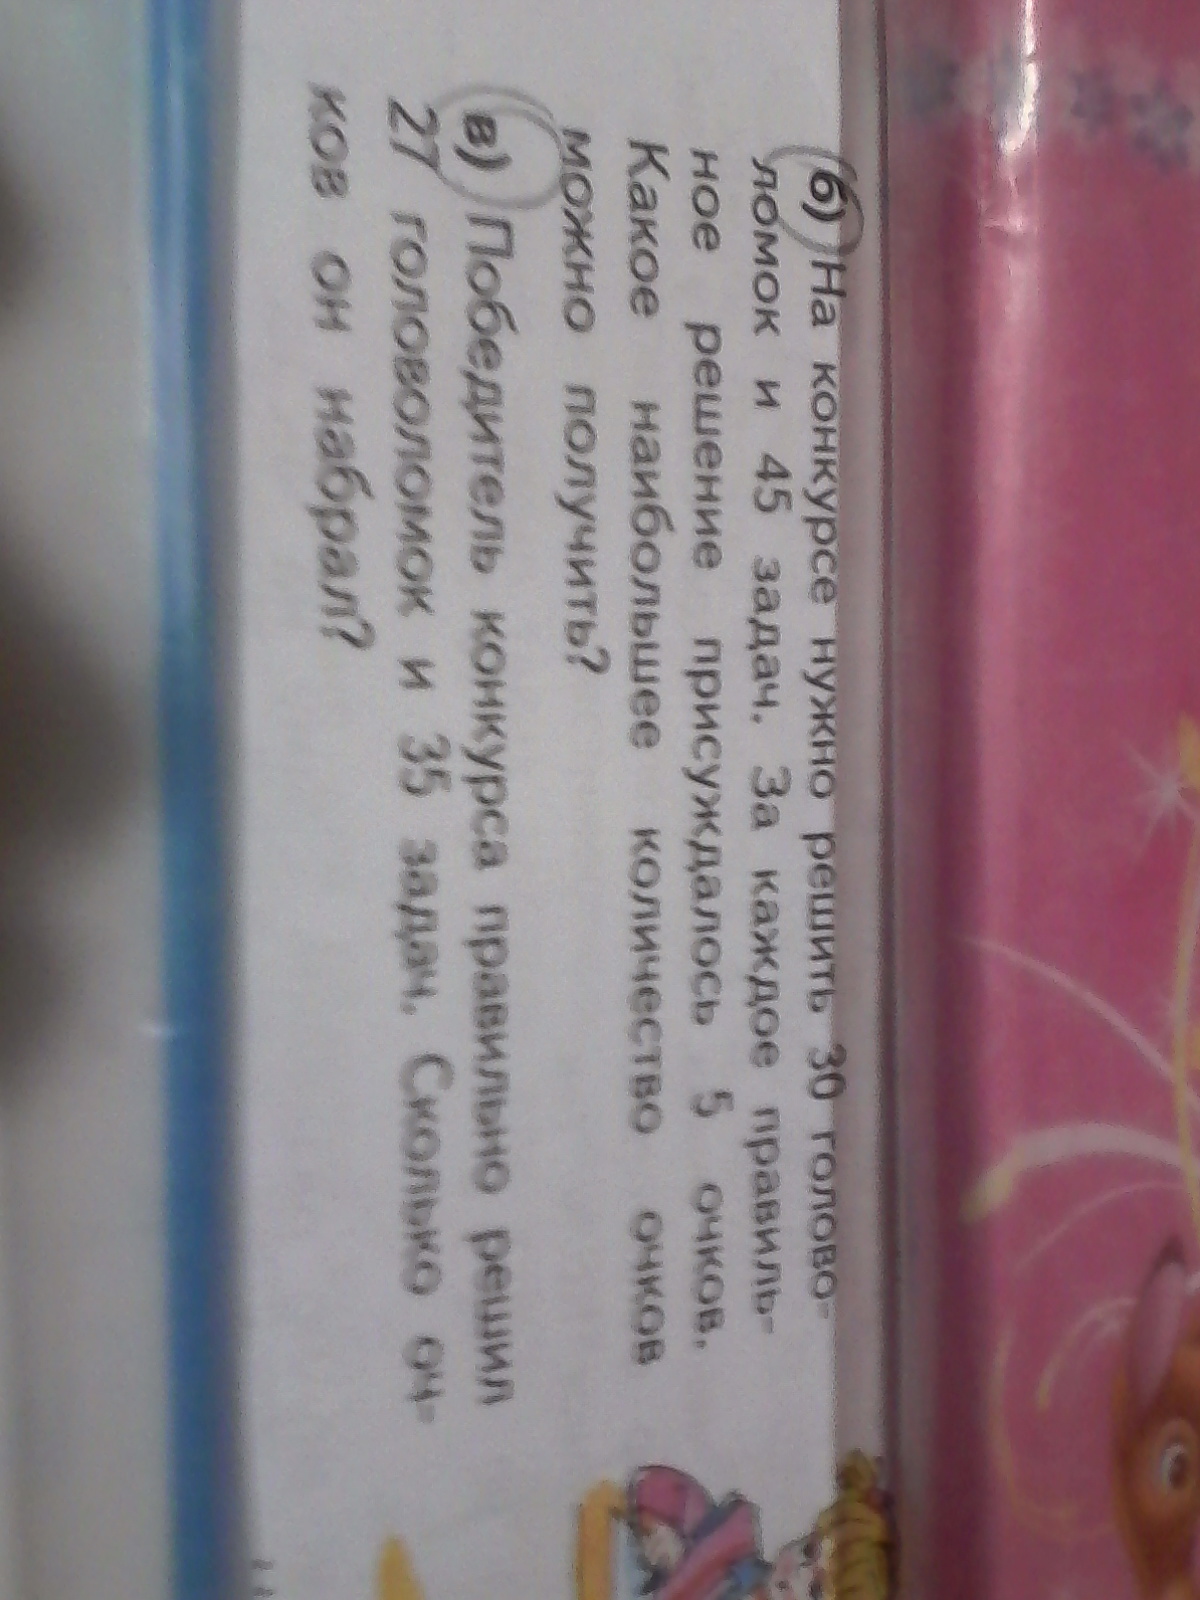 б) На конкурсе нужно решить 30 голово-
ломок и 45 задач. За каждое правиль-
ное решение присуждалось 5 очков.
Какое наибольшее количество очков
можно получить?
в) Победитель конкурса правильно решил
27 головоломок и 35 задач. Сколько оч-
ков он набрал?